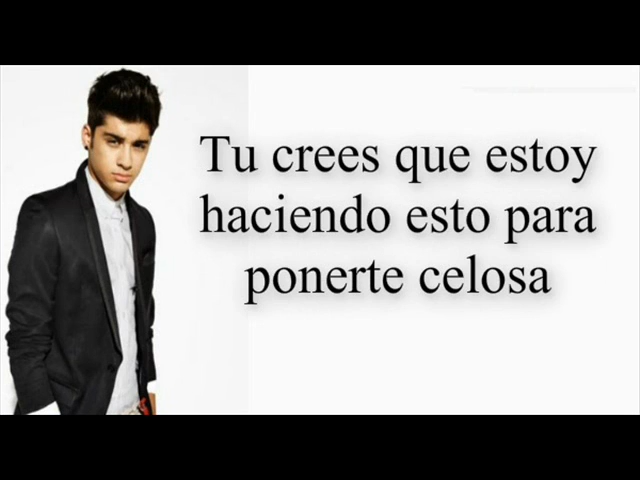 Tu crees que estoy
haciendo esto para
ponerte celosa